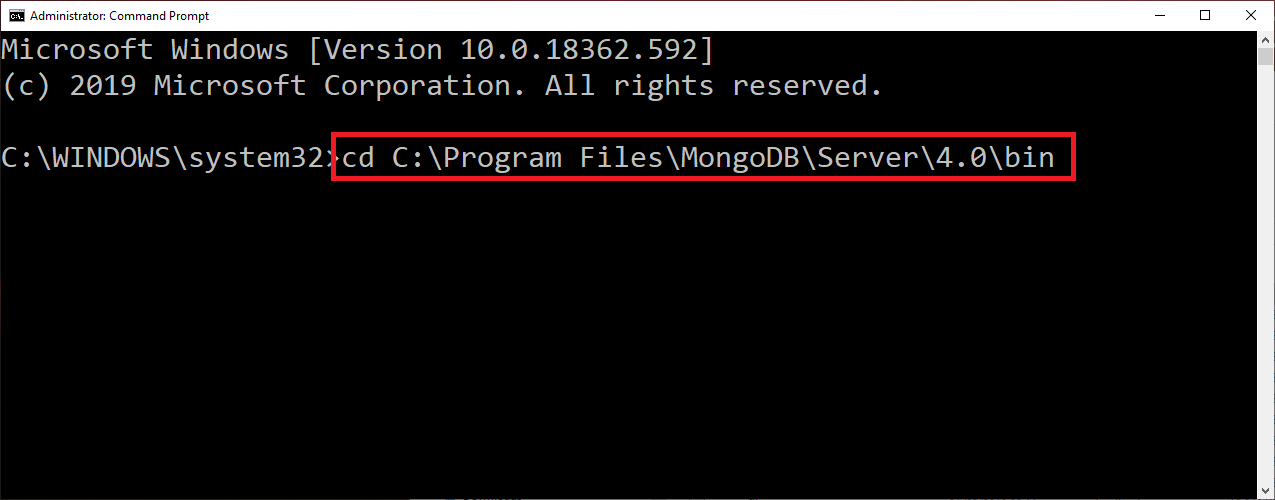 Administrator: Command Prompt
Microsoft Windows [Version 10.0.18362.592]
(c) 2019 Microsoft Corporation. All rights reserved.
C:\WINDOWS\system32>cd C:\Program Files\MongoDB\Server\4.0\bin